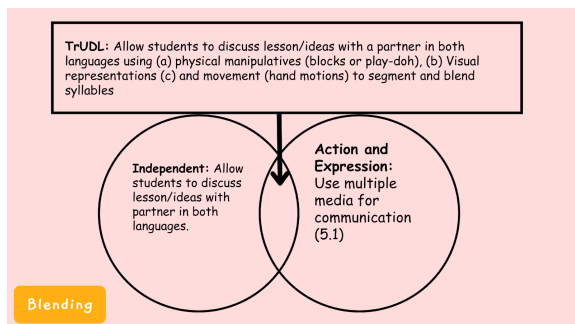 TrUDL: Allow students to discuss lesson/ideas with a partner in both
languages using (a) physical manipulatives (blocks or play-doh), (b) Visual
representations (c) and movement (hand motions) to segment and blend
syllables
Independent: Allow
students to discuss
lesson/ideas with
partner in both
languages.
Action and
Expression:
Use multiple
media for
communication
(5.1)
Blending